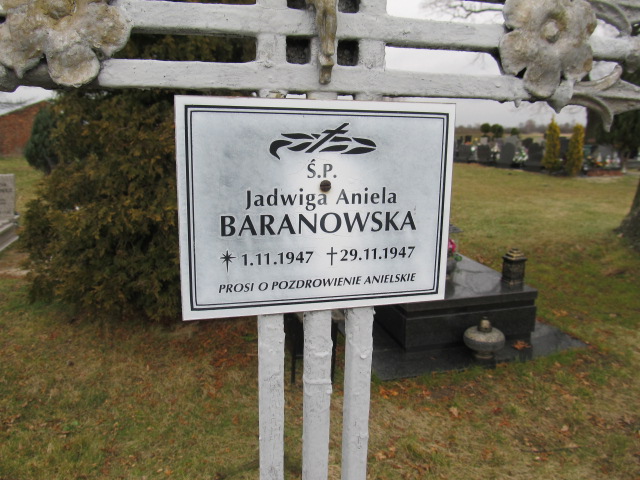 Ś.P.
Jadwiga Aniela
BARANOWSKA
✶ 1.11.1947 †29.11.1947
PROSI O POZDROWIENIE ANIELSKIE